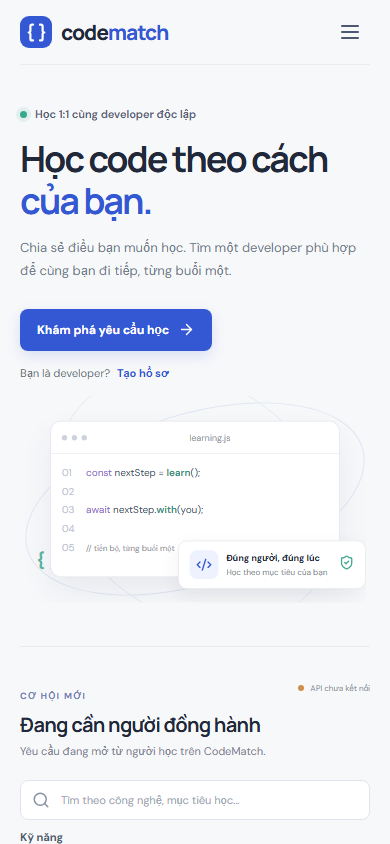 { } codematch
Học 1:1 cùng developer độc lập
Học code theo cách
của bạn.
Chia sẻ điều bạn muốn học. Tìm một developer phù hợp
để cùng bạn đi tiếp, từng buổi một.
Khám phá yêu cầu học →
Bạn là developer? Tạo hồ sơ
learning.js
01 const nextStep = learn();
02
03 await nextStep.with(you);
04
05 // tiến bộ, từng buổi một
{
</> Đúng người, đúng lúc
Học theo mục tiêu của bạn
API chưa kết nối
CƠ HỘI MỚI
Đang cần người đồng hành
Yêu cầu đang mở từ người học trên CodeMatch.
Tìm theo công nghệ, mục tiêu học...
Kỹ năng